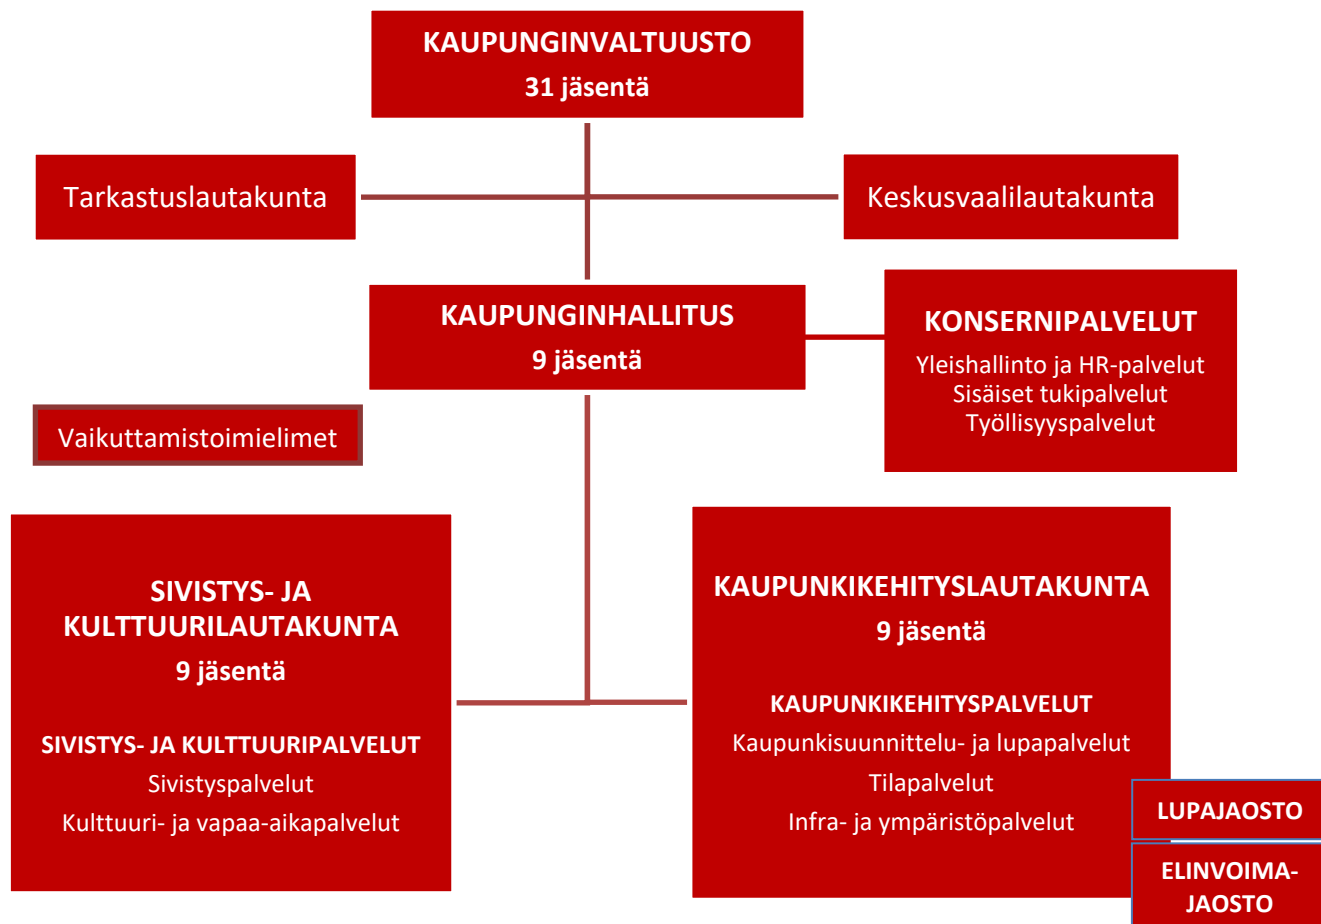 KAUPUNGINVALTUUSTO
31 jäsentä
Tarkastuslautakunta
Keskusvaalilautakunta
KAUPUNGINHALLITUS
9 jäsentä
KONSERNIPALVELUT
Yleishallinto ja HR-palvelut
Sisäiset tukipalvelut
Työllisyyspalvelut
Vaikuttamistoimielimet
SIVISTYS- JA
KULTTUURILAUTAKUNTA
9 jäsentä
SIVISTYS- JA KULTTUURIPALVELUT
Sivistyspalvelut
Kulttuuri- ja vapaa-aikapalvelut
KAUPUNKIKEHITYSLAUTAKUNTA
9 jäsentä
KAUPUNKIKEHITYSPALVELUT
Kaupunkisuunnittelu- ja lupapalvelut
Tilapalvelut
Infra- ja ympäristöpalvelut
LUPAJAOSTO
ELINVOIMA-
JAOSTO